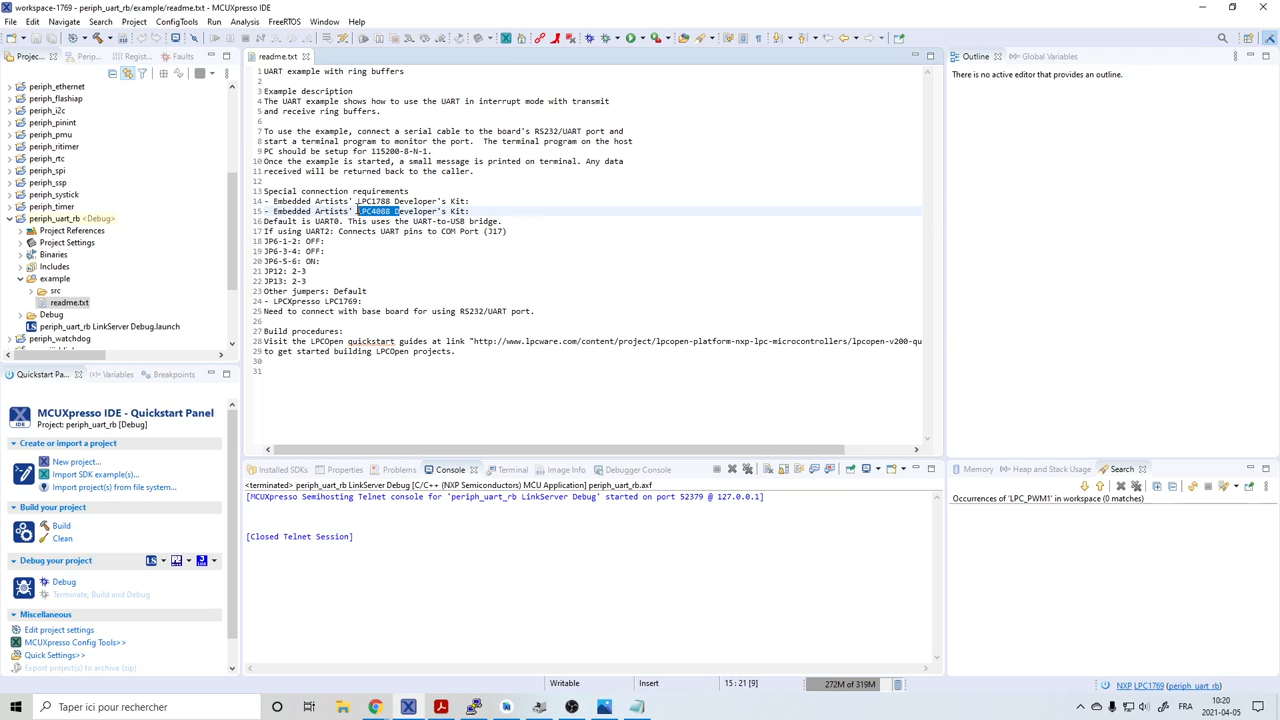 workspace-1769 - periph_uart_rb/example/readme.txt - MCUXpresso IDE
File Edit Navigate Search Project ConfigTools Run Analysis FreeRTOS Window Help
Projec...
Perip...
Regist...
Faults
periph_ethernet
periph_flashiap
periph_i2c
periph_pinint
periph_pmu
periph_ritimer
periph_rtc
periph_spi
periph_ssp
periph_systick
periph_timer
periph_uart_rb <Debug>
Project References
Project Settings
Binaries
Includes
example
src
readme.txt
Debug
periph_uart_rb LinkServer Debug.launch
periph_watchdog
readme.txt
1 UART example with ring buffers
2
3 Example description
4 The UART example shows how to use the UART in interrupt mode with transmit
5 and receive ring buffers.
6
7 To use the example, connect a serial cable to the board's RS232/UART port and
8 start a terminal program to monitor the port.  The terminal program on the host
9 PC should be setup for 115200-8-N-1.
10 Once the example is started, a small message is printed on terminal. Any data
11 received will be returned back to the caller.
12
13 Special connection requirements
14 - Embedded Artists' LPC1788 Developer's Kit:
15 - Embedded Artists' LPC4088 Developer's Kit:
16 Default is UART0. This uses the UART-to-USB bridge.
17 If using UART2: Connects UART pins to COM Port (J17)
18 JP6-1-2: OFF:
19 JP6-3-4: OFF:
20 JP6-5-6: ON:
21 JP12: 2-3
22 JP13: 2-3
23 Other jumpers: Default
24 - LPCXpresso LPC1769:
25 Need to connect with base board for using RS232/UART port.
26
27 Build procedures:
28 Visit the LPCOpen quickstart guides at link "http://www.lpcware.com/content/project/lpcopen-platform-nxp-lpc-microcontrollers/lpcopen-v200-qu
29 to get started building LPCOpen projects.
30
31
Outline
Global Variables
There is no active editor that provides an outline.
Quickstart Pa...
(x)= Variables
Breakpoints
IDE
MCUXpresso IDE - Quickstart Panel
Project: periph_uart_rb [Debug]
Create or import a project
New project...
Import SDK example(s)...
Import project(s) from file system...
Build your project
Build
Clean
Debug your project
LS
Debug
Terminate, Build and Debug
Miscellaneous
Edit project settings
MCUXpresso Config Tools>>
Quick Settings>>
Export project(s) to archive (zip)
Installed SDKs
Properties
Problems
Console
Terminal
Image Info
Debugger Console
<terminated> periph_uart_rb LinkServer Debug [C/C++ (NXP Semiconductors) MCU Application] periph_uart_rb.axf
[MCUXpresso Semihosting Telnet console for 'periph_uart_rb LinkServer Debug' started on port 52379 @ 127.0.0.1]
[Closed Telnet Session]
Memory
Heap and Stack Usage
Search
Occurrences of 'LPC_PWM1' in workspace (0 matches)
Writable
Insert
15 : 21 [9]
272M of 319M
NXP LPC1769 (periph_uart_rb)
Taper ici pour rechercher
FR
10:20
2021-04-05